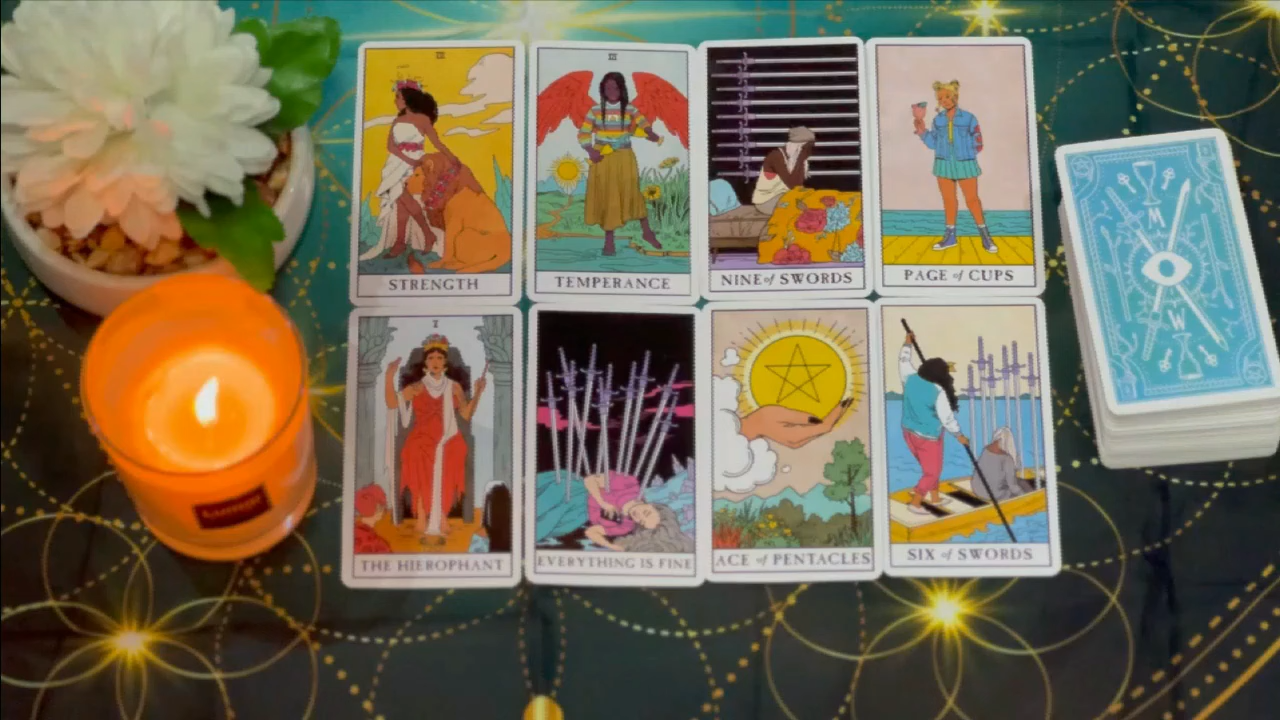 STRENGTH
TEMPERANCE
NINE of SWORDS
PAGE of CUPS
M
W
THE HIEROPHANT
EVERYTHING IS FINE
ACE of PENTACLES
SIX of SWORDS